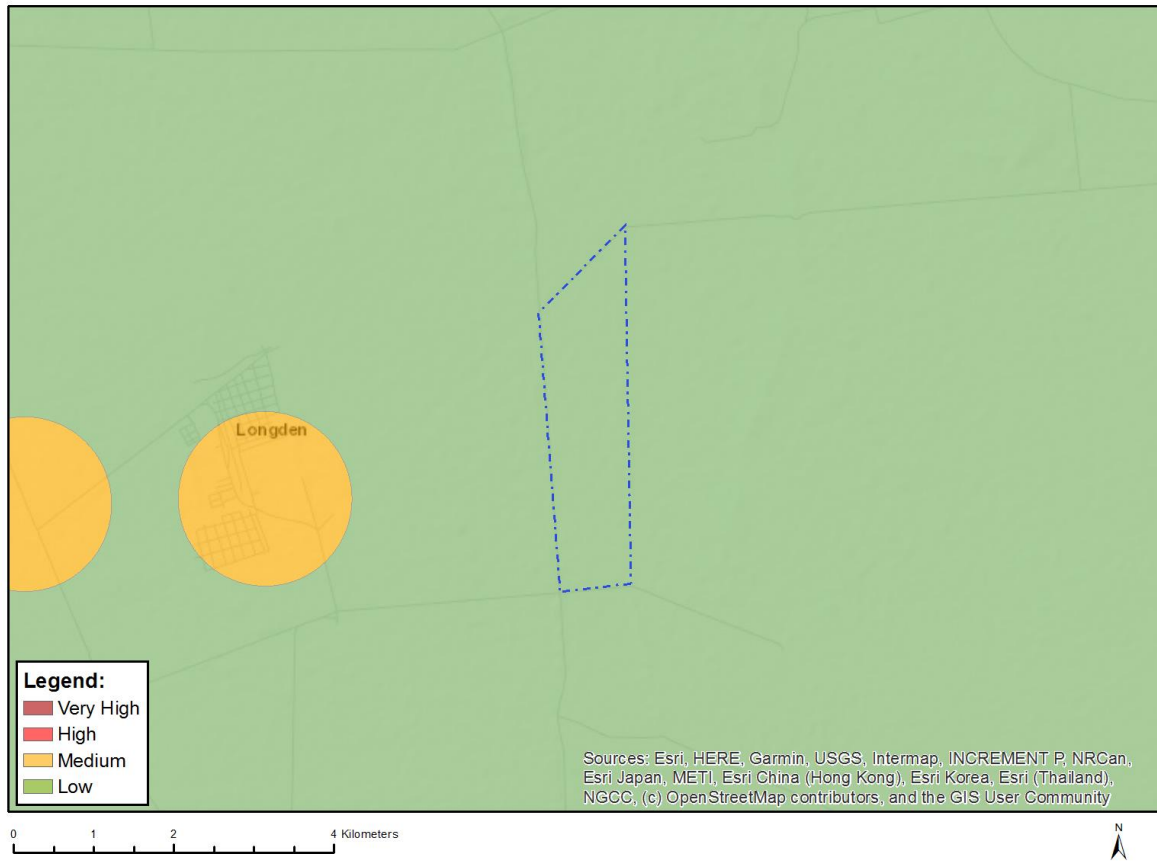 Longden
Legend:
Very High
High
Medium
Low
Sources: Esri, HERE, Garmin, USGS, Intermap, INCREMENT P, NRCan,
Esri Japan, METI, Esri China (Hong Kong), Esri Korea, Esri (Thailand),
NGCC, (c) OpenStreetMap contributors, and the GIS User Community
0 1 2 4 Kilometers
N